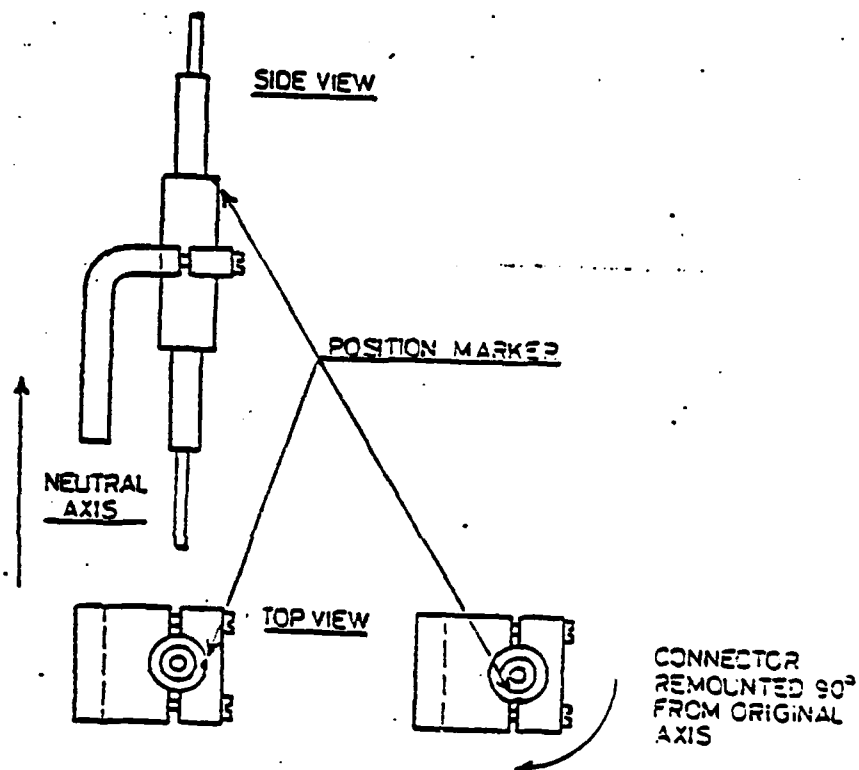 SIDE VIEW
POSITION MARKER
NEUTRAL
AXIS
TOP VIEW
CONNECTOR
REMOUNTED 90°
FROM ORIGINAL
AXIS